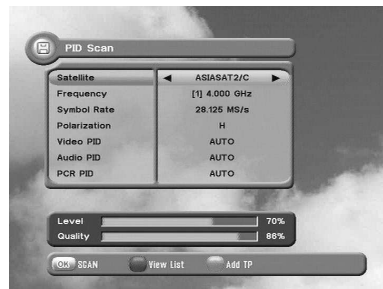 PID Scan
Satellite ◀ ASIASAT2/C ▶
Frequency [1] 4.000 GHz
Symbol Rate 28.125 MS/s
Polarization H
Video PID AUTO
Audio PID AUTO
PCR PID AUTO
Level 70%
Quality 86%
OK SCAN View List Add TP